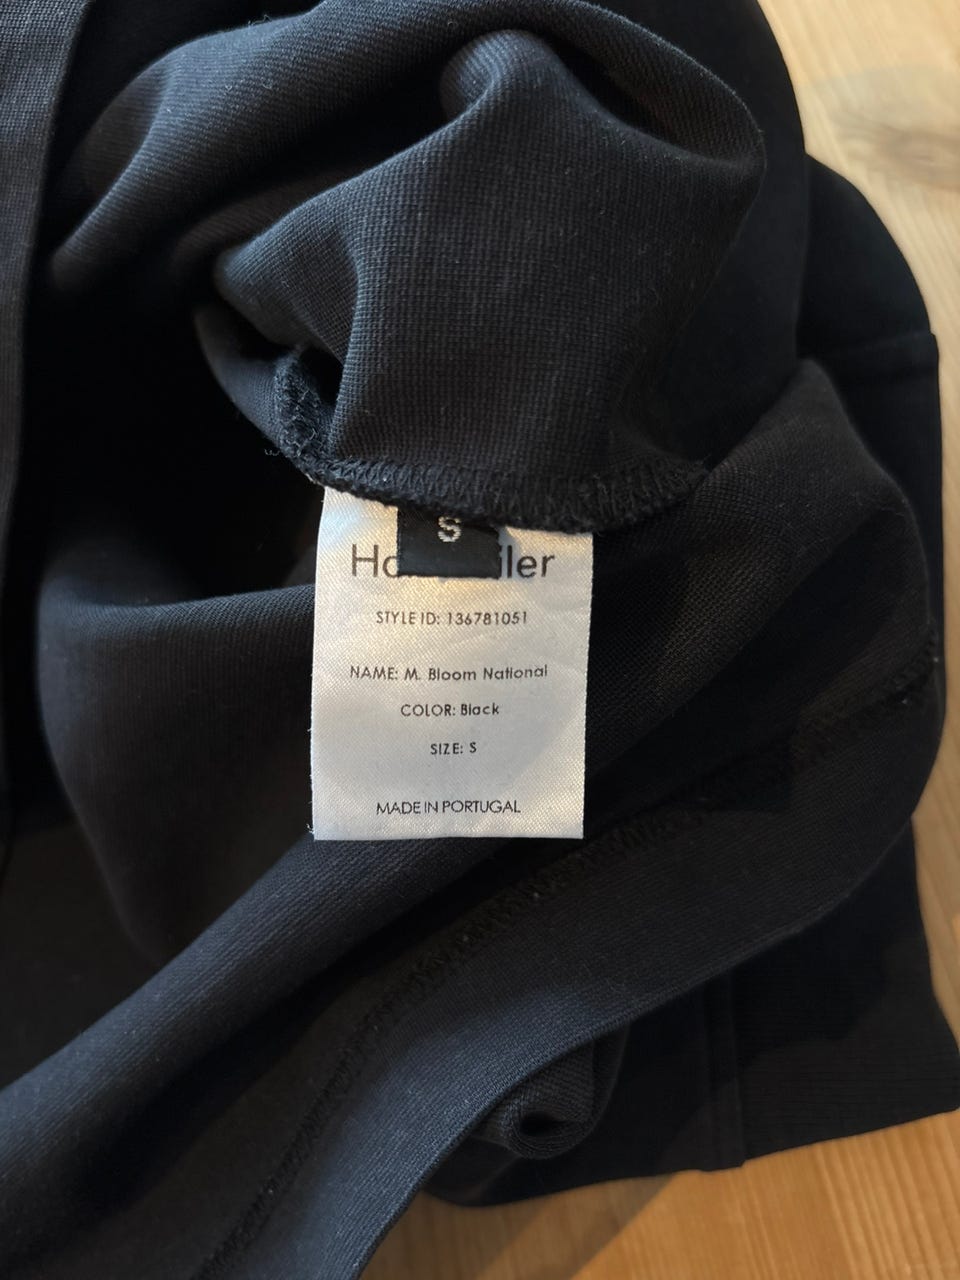 S
STYLE ID: 136781051
NAME: M. Bloom National
COLOR: Black
SIZE: S
MADE IN PORTUGAL